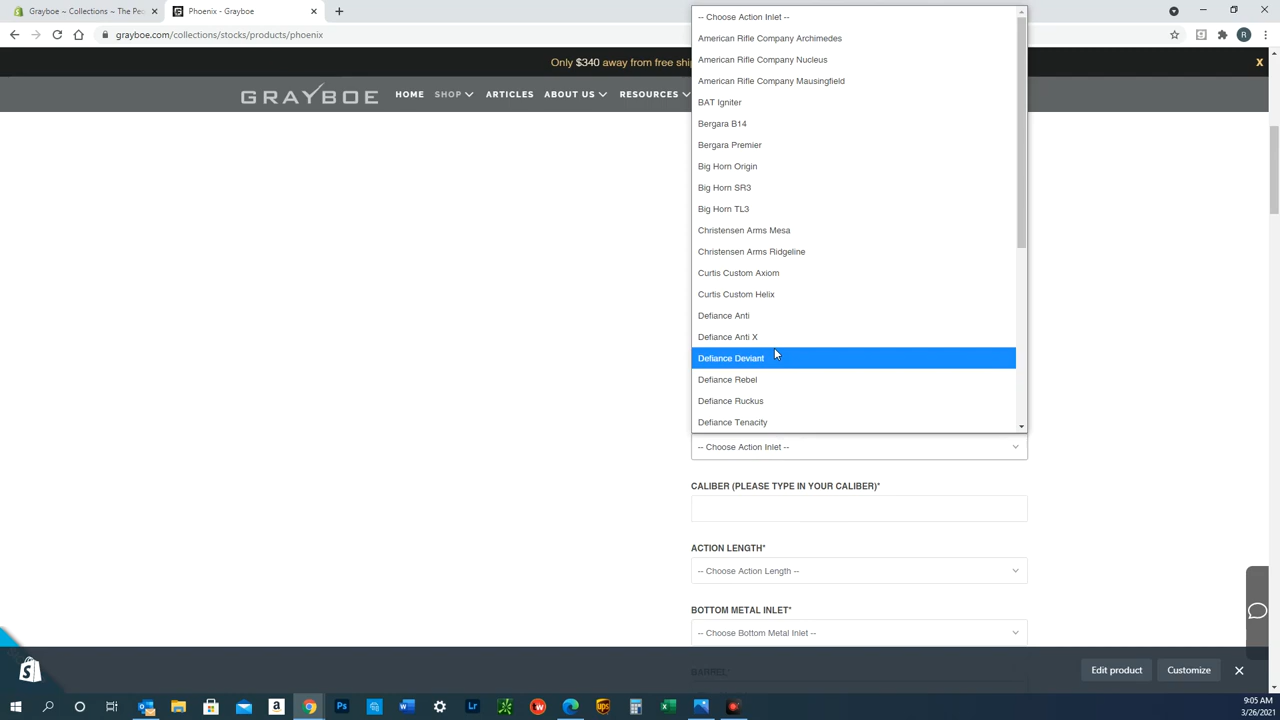 Grayboe ~ Collections ~ Stocks ~ Pe
Phoenix - Grayboe
-- Choose Action Inlet --
grayboe.com/collections/stocks/products/phoenix
R
American Rifle Company Archimedes
Only $340 away from free ship
X
American Rifle Company Nucleus
American Rifle Company Mausingfield
GRAYBOE
HOME
SHOP
ARTICLES
ABOUT US
RESOURCES
BAT Igniter
Bergara B14
Bergara Premier
Big Horn Origin
Big Horn SR3
Big Horn TL3
Christensen Arms Mesa
Christensen Arms Ridgeline
Curtis Custom Axiom
Curtis Custom Helix
Defiance Anti
Defiance Anti X
Defiance Deviant
Defiance Rebel
Defiance Ruckus
Defiance Tenacity
-- Choose Action Inlet --
CALIBER (PLEASE TYPE IN YOUR CALIBER)*
ACTION LENGTH*
-- Choose Action Length --
BOTTOM METAL INLET*
-- Choose Bottom Metal Inlet --
BARREL*
Edit product
Customize
9:05 AM
3/26/2021